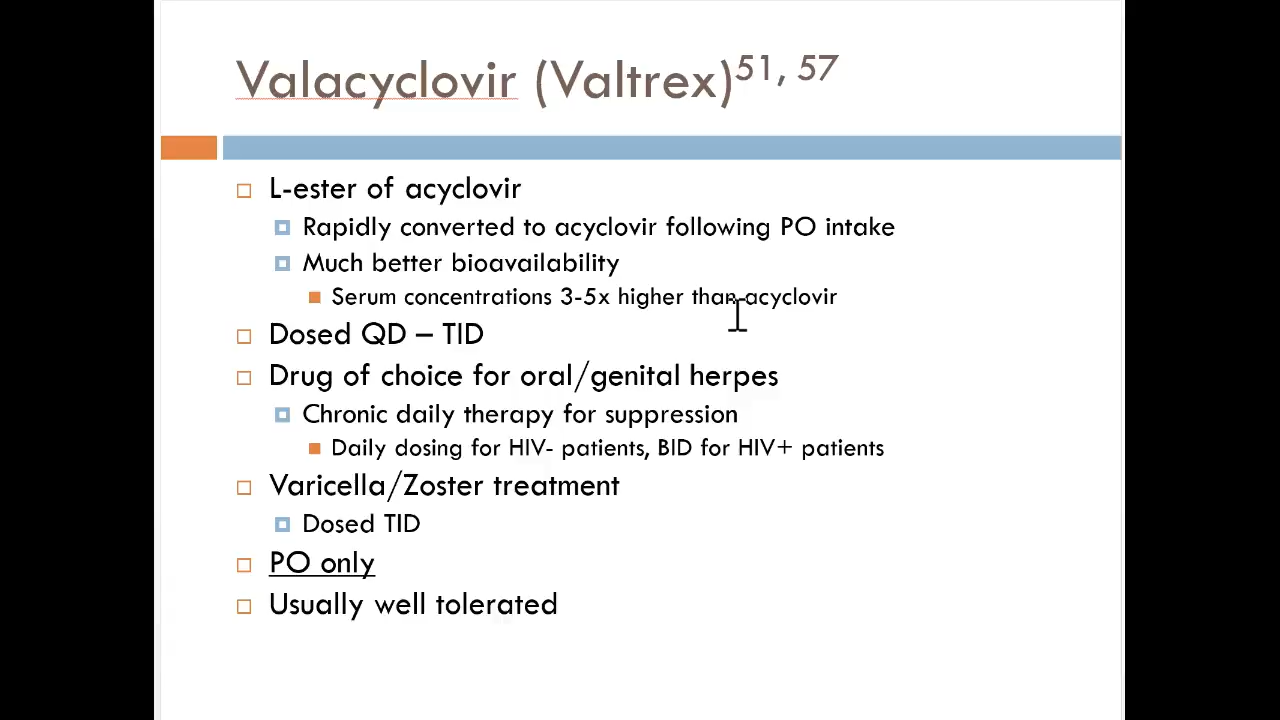 Valacyclovir (Valtrex)51, 57
L-ester of acyclovir
Rapidly converted to acyclovir following PO intake
Much better bioavailability
Serum concentrations 3-5x higher than acyclovir
Dosed QD – TID
Drug of choice for oral/genital herpes
Chronic daily therapy for suppression
Daily dosing for HIV- patients, BID for HIV+ patients
Varicella/Zoster treatment
Dosed TID
PO only
Usually well tolerated